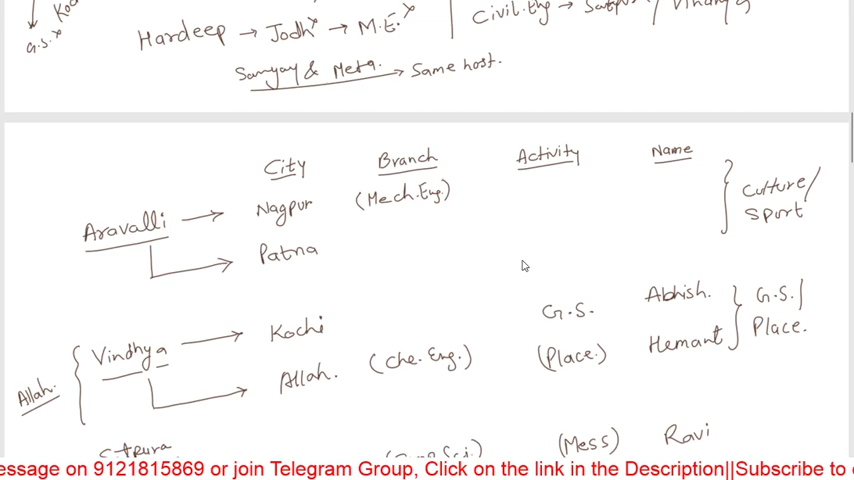 G.S.ˣ
Hardeep → Jodhˣ → M.E.ˣ
Civil.Eng →
Sanjay & Meta. → Same host.
City Branch Activity Name
Aravalli → Nagpur (Mech.Eng.)
→ Patna
Culture/
Sport
Vindhya → Kochi G.S. Abhish. G.S./
Allah. → Allah. (Che. Eng.) (Place.) Hemant Place.
(Mess) Ravi
essage on 9121815869 or join Telegram Group, Click on the link in the Description||Subscribe to